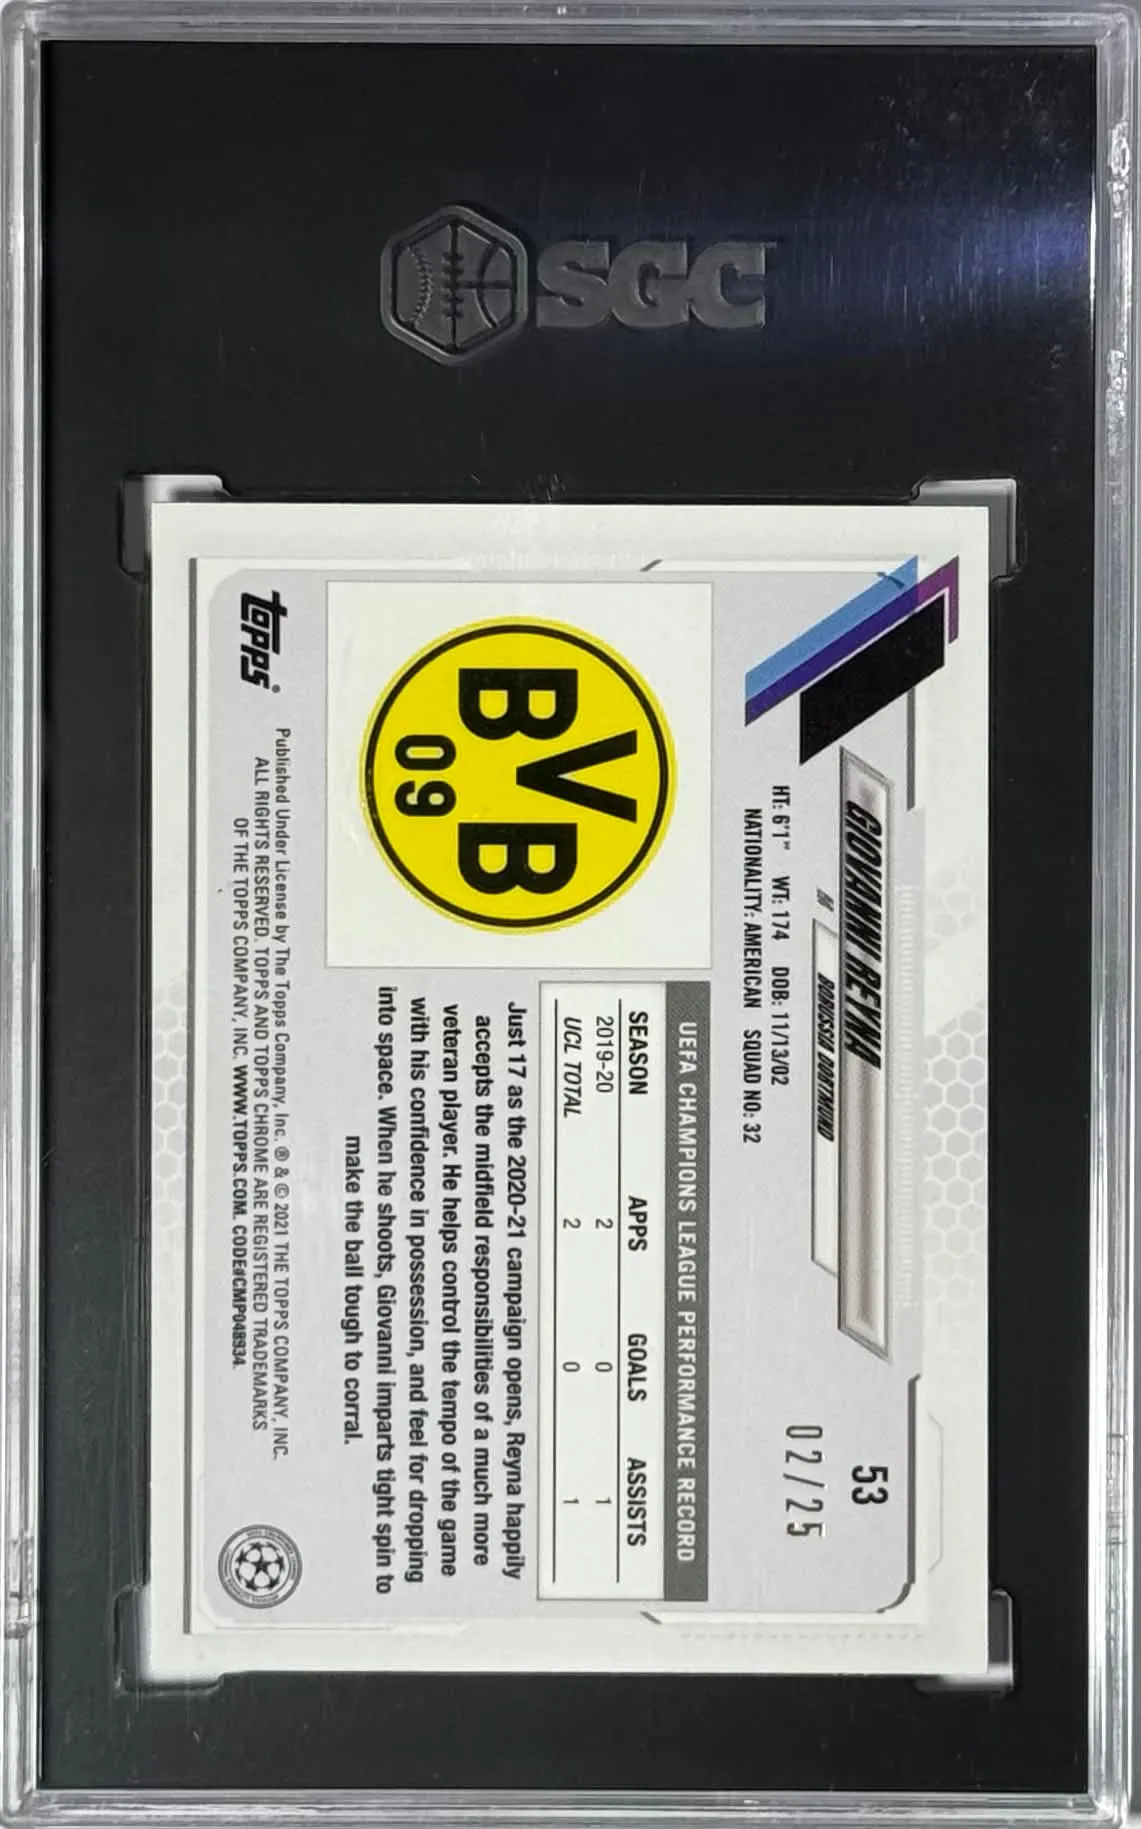 SGC
53
GIOVANNI REYNA
02/25
M BORUSSIA DORTMUND
HT: 6'1" WT: 174 DOB: 11/13/02
NATIONALITY: AMERICAN SQUAD NO: 32
BVB
09
UEFA CHAMPIONS LEAGUE PERFORMANCE RECORD
SEASON APPS GOALS ASSISTS
2019-20 2 0 1
UCL TOTAL 2 0 1
Just 17 as the 2020-21 campaign opens, Reyna happily
accepts the midfield responsibilities of a much more
veteran player. He helps control the tempo of the game
with his confidence in possession, and feel for dropping
into space. When he shoots, Giovanni imparts tight spin to
make the ball tough to corral.
topps®
Published Under License by The Topps Company, Inc. ® & © 2021 THE TOPPS COMPANY, INC.
ALL RIGHTS RESERVED. TOPPS AND TOPPS CHROME ARE REGISTERED TRADEMARKS
OF THE TOPPS COMPANY, INC. WWW.TOPPS.COM. CODE#CMP048934.